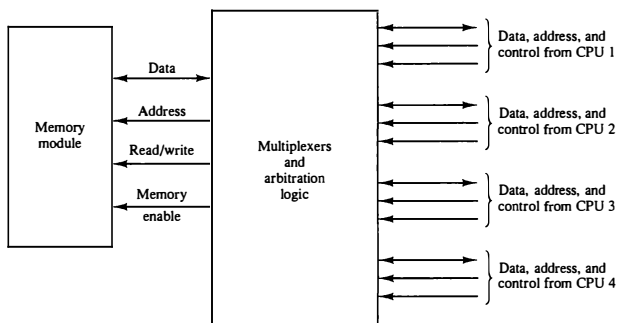 Memory
module
Data
Address
Read/write
Memory
enable
Multiplexers
and
arbitration
logic
Data, address, and
control from CPU 1
Data, address, and
control from CPU 2
Data, address, and
control from CPU 3
Data, address, and
control from CPU 4